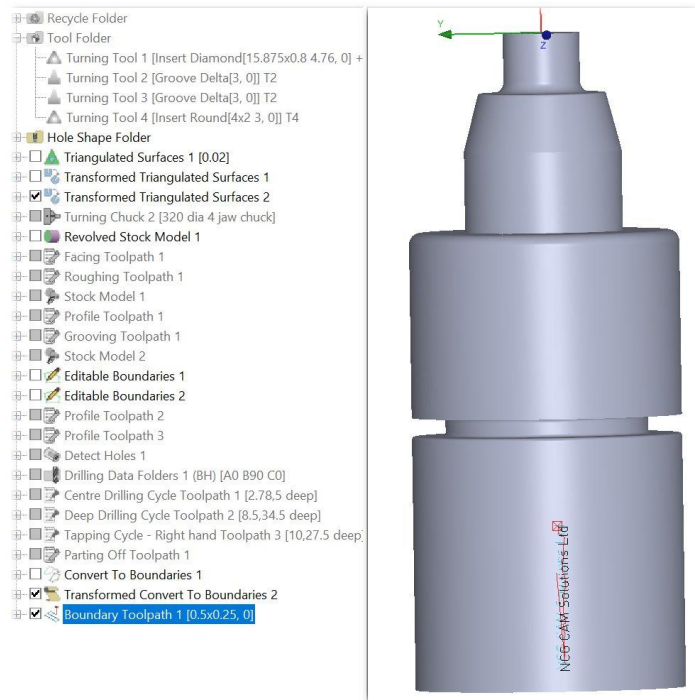 Recycle Folder
Tool Folder
Turning Tool 1 [Insert Diamond[15.875x0.8 4.76, 0] +
Turning Tool 2 [Groove Delta[3, 0]] T2
Turning Tool 3 [Groove Delta[3, 0]] T2
Turning Tool 4 [Insert Round[4x2 3, 0]] T4
Hole Shape Folder
Triangulated Surfaces 1 [0.02]
Transformed Triangulated Surfaces 1
Transformed Triangulated Surfaces 2
Turning Chuck 2 [320 dia 4 jaw chuck]
Revolved Stock Model 1
Facing Toolpath 1
Roughing Toolpath 1
Stock Model 1
Profile Toolpath 1
Grooving Toolpath 1
Stock Model 2
Editable Boundaries 1
Editable Boundaries 2
Profile Toolpath 2
Profile Toolpath 3
Detect Holes 1
Drilling Data Folders 1 (BH) [A0 B90 C0]
Centre Drilling Cycle Toolpath 1 [2.78,5 deep]
Deep Drilling Cycle Toolpath 2 [8.5,34.5 deep]
Tapping Cycle - Right hand Toolpath 3 [10,27.5 deep
Parting Off Toolpath 1
Convert To Boundaries 1
Transformed Convert To Boundaries 2
Boundary Toolpath 1 [0.5x0.25, 0]
Y
Z
NCG CAM Solutions Ltd